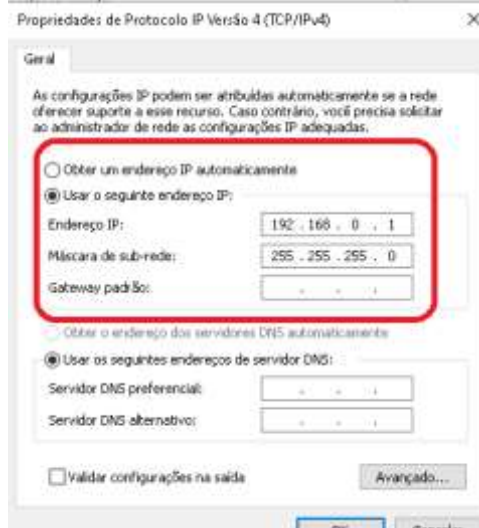 Propriedades de Protocolo IP Versão 4 (TCP/IPv4)
Geral
As configurações IP podem ser atribuídas automaticamente se a rede
oferecer suporte a esse recurso. Caso contrário, você precisa solicitar
ao administrador de rede as configurações IP adequadas.
Obter um endereço IP automaticamente
Usar o seguinte endereço IP:
Endereço IP: 192 . 168 . 0 . 1
Máscara de sub-rede: 255 . 255 . 255 . 0
Gateway padrão: . . .
Obter o endereço dos servidores DNS automaticamente
Usar os seguintes endereços de servidor DNS:
Servidor DNS preferencial: . . .
Servidor DNS alternativo: . . .
Validar configurações na saída
Avançado...